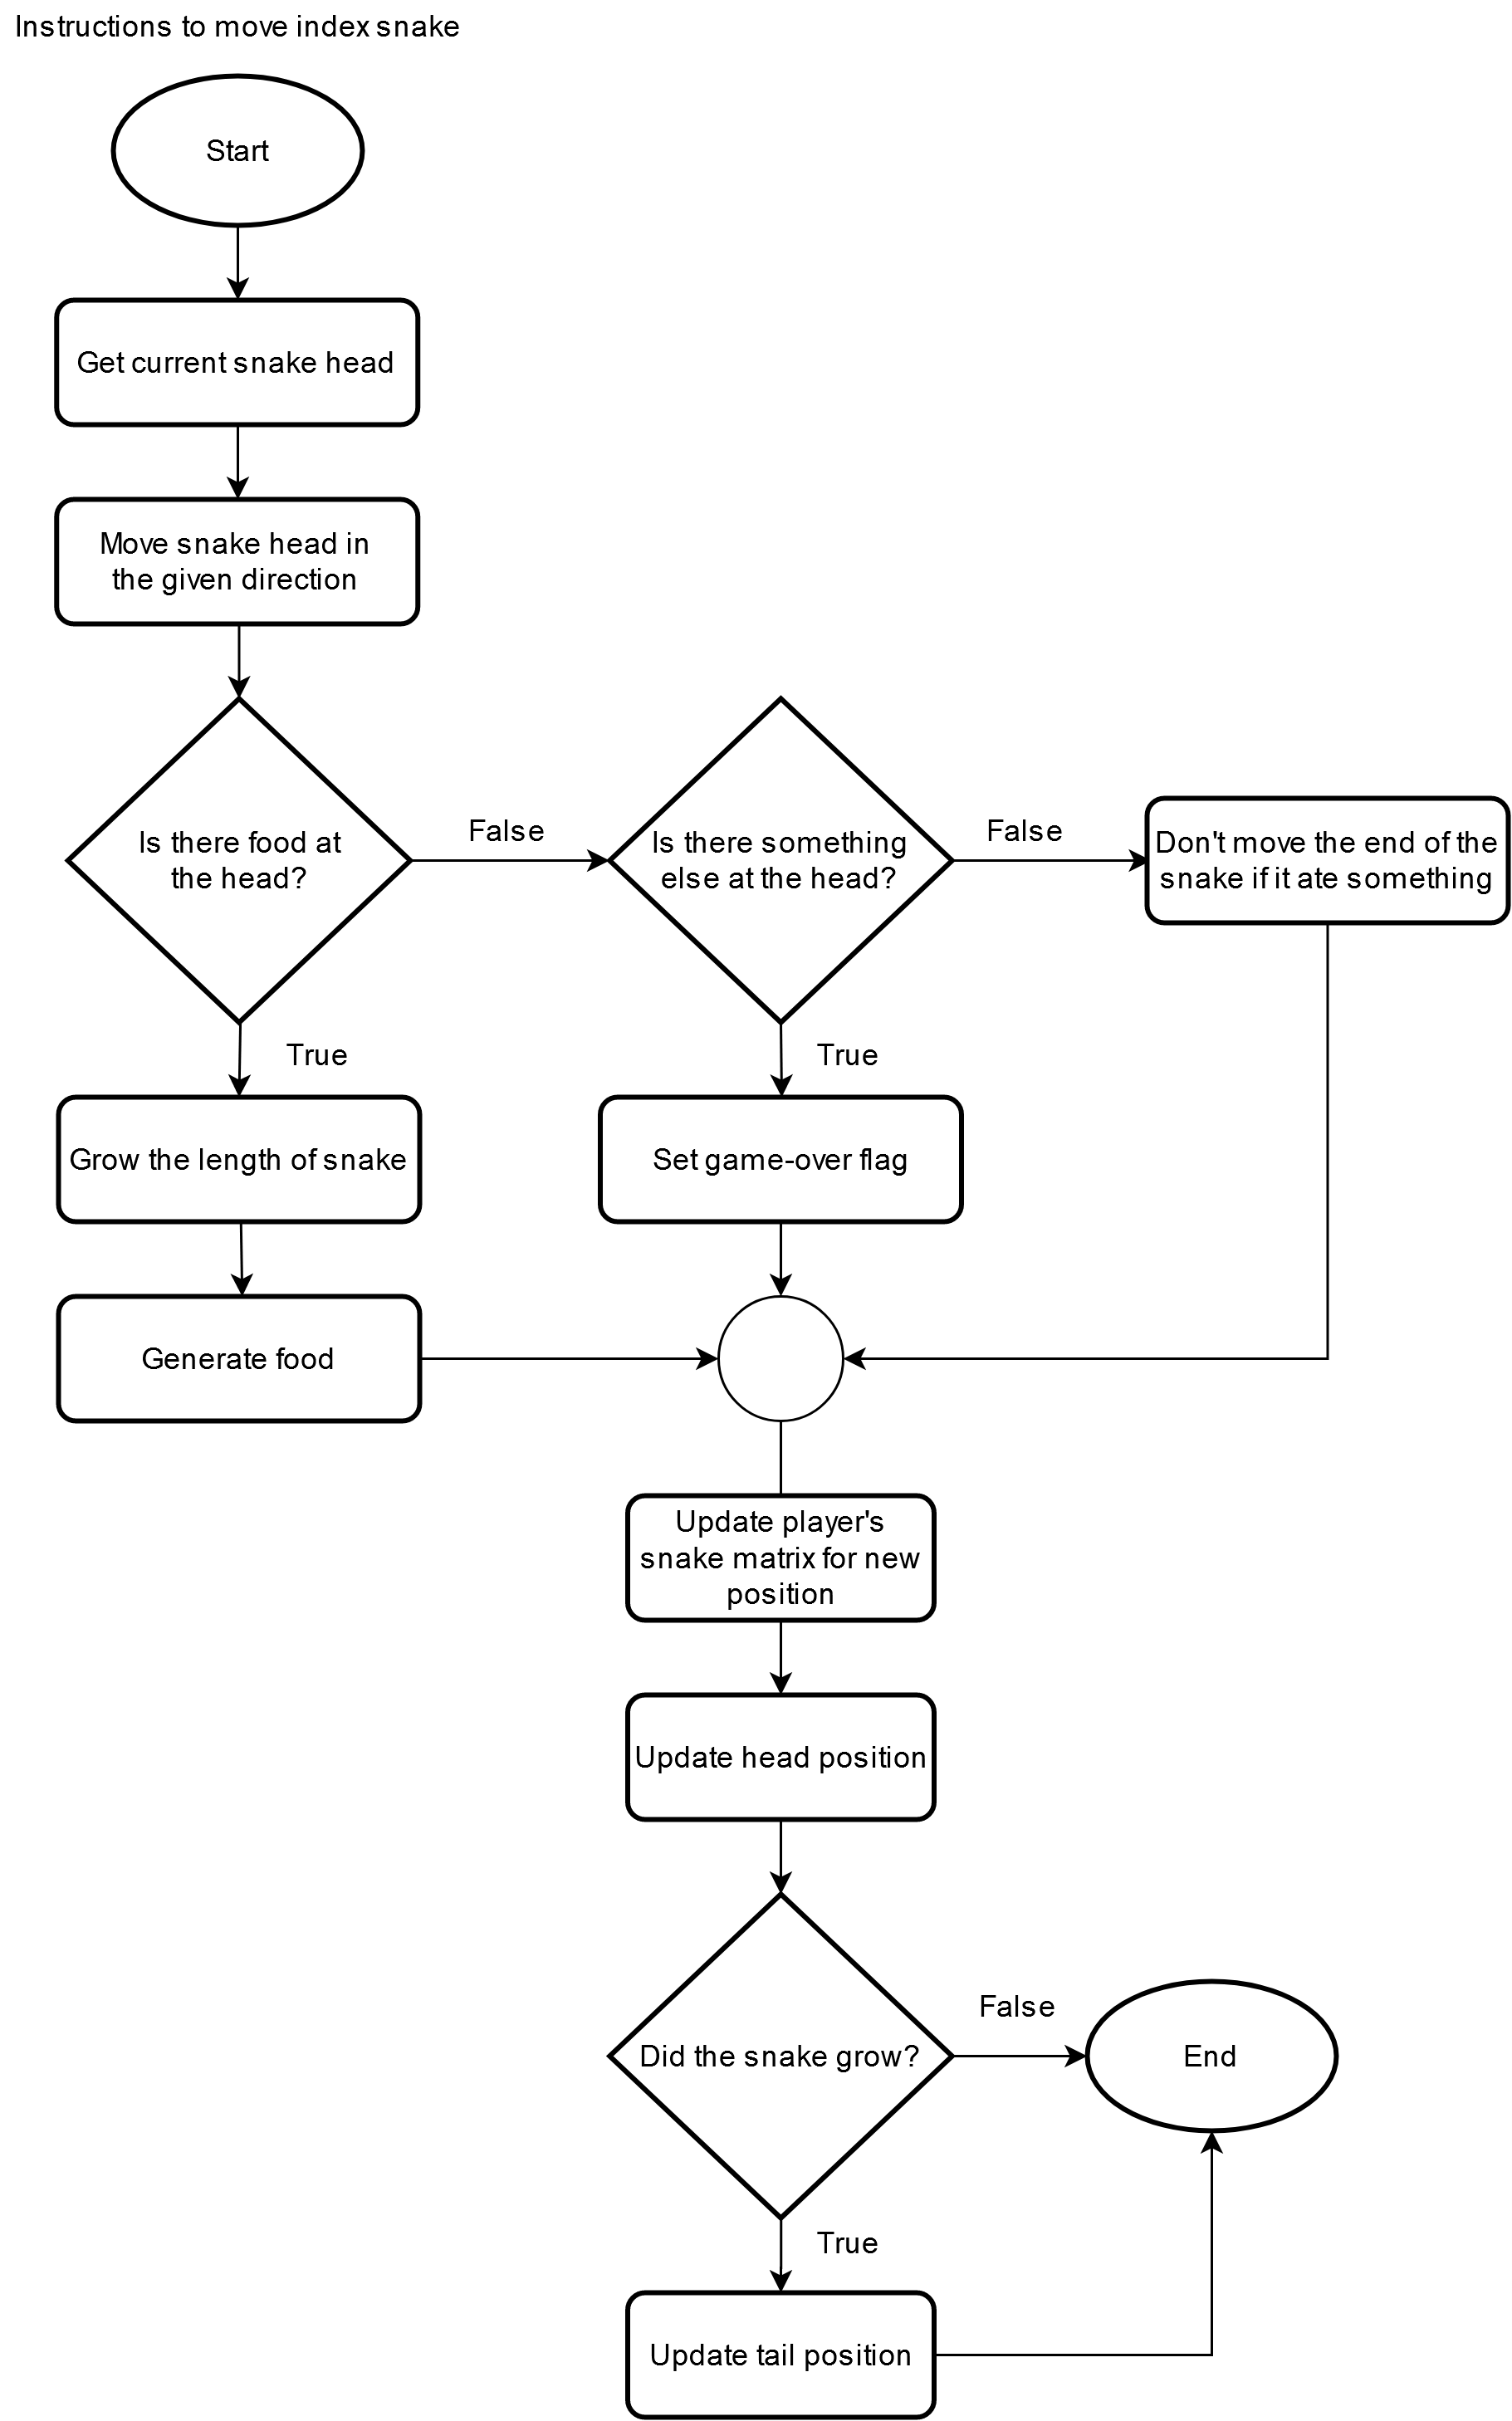 Instructions to move index snake
Start
Get current snake head
Move snake head in
the given direction
Is there food at
the head?
False
Is there something
else at the head?
False
Don't move the end of the
snake if it ate something
True
True
Grow the length of snake
Set game-over flag
Generate food
Update player's
snake matrix for new
position
Update head position
Did the snake grow?
False
End
True
Update tail position